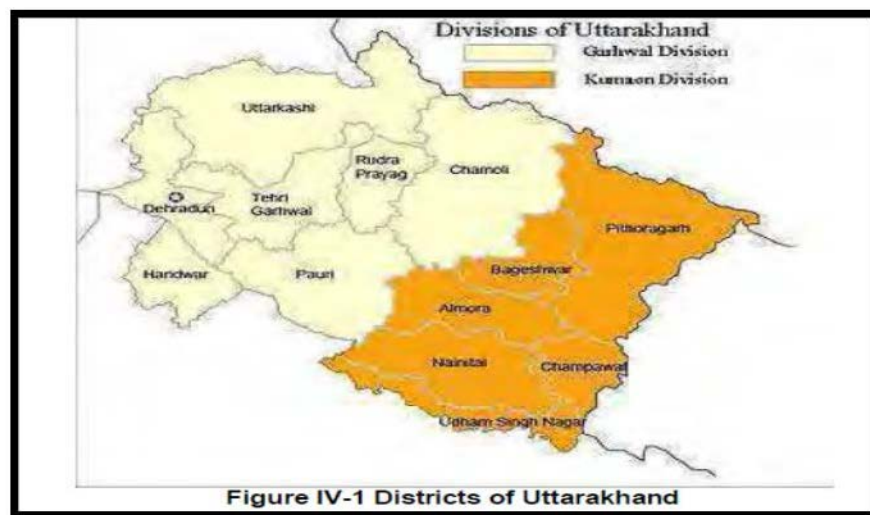 Divisions of Uttarakhand
Garhwal Division
Kumaon Division
Uttarkashi
Rudra
Prayag
Chamoli
Dehradun
Tehri
Garhwal
Pithoragarh
Haridwar
Pauri
Bageshwar
Almora
Nainital
Champawat
Udham Singh Nagar
Figure IV-1 Districts of Uttarakhand